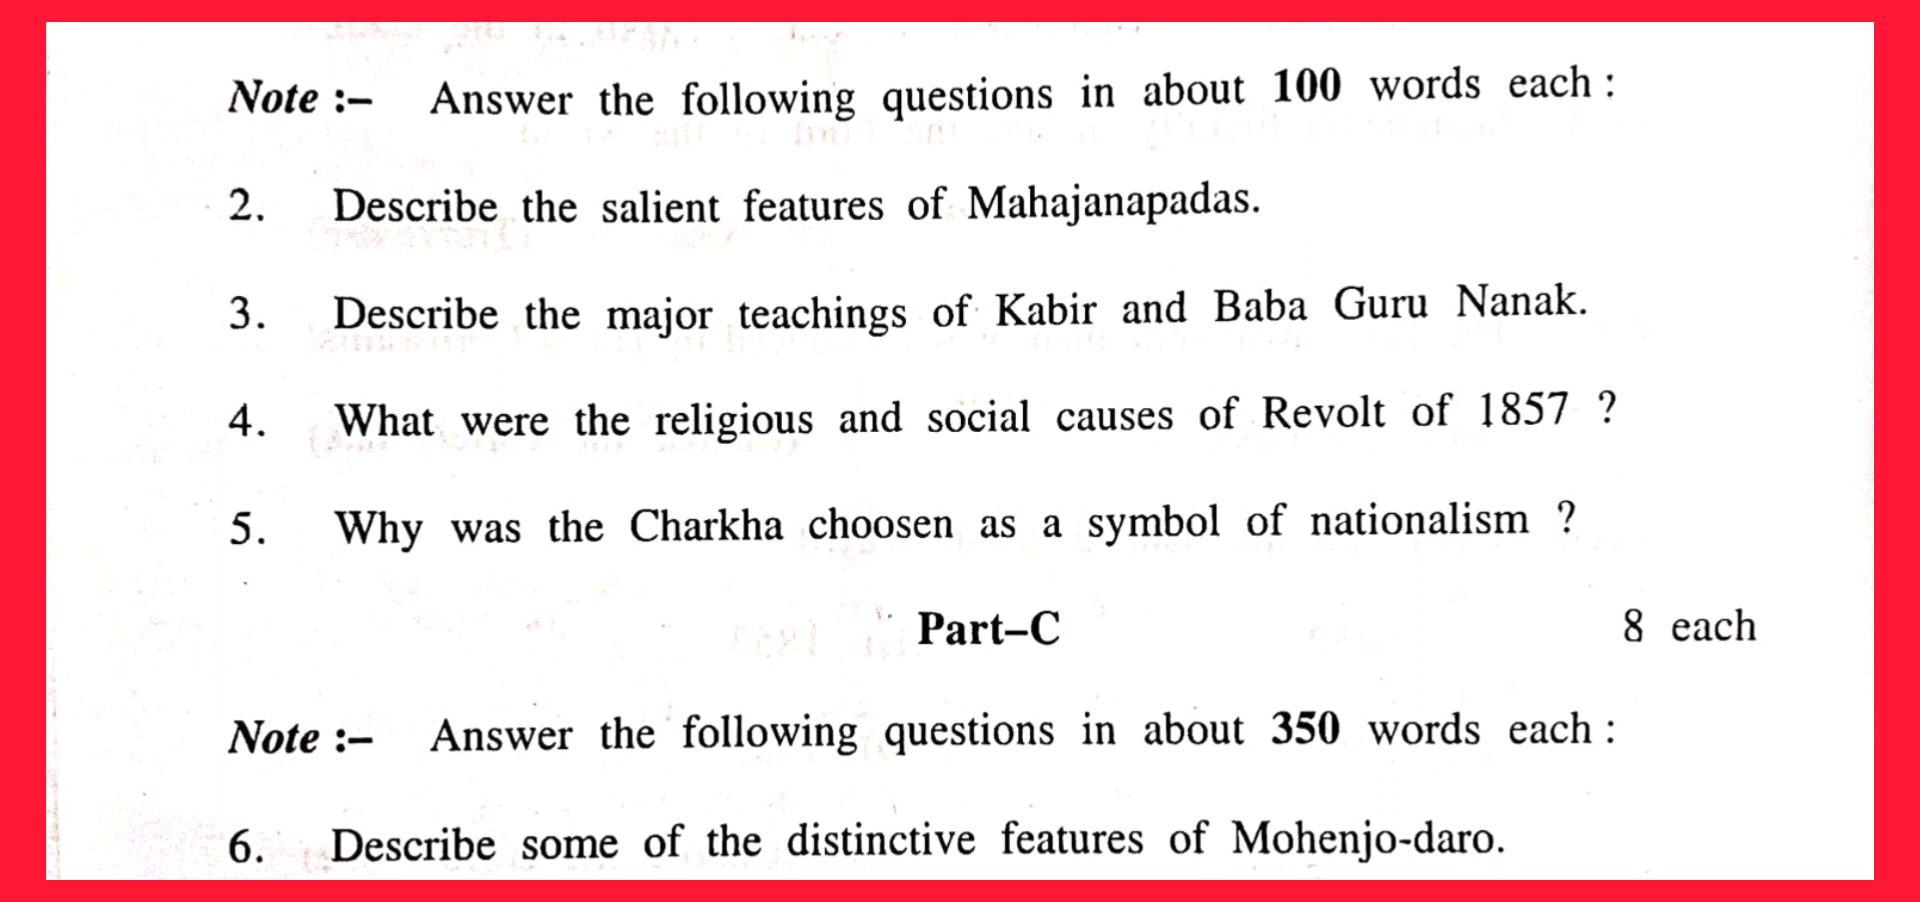 Note :– Answer the following questions in about 100 words each :
2. Describe the salient features of Mahajanapadas.
3. Describe the major teachings of Kabir and Baba Guru Nanak.
4. What were the religious and social causes of Revolt of 1857 ?
5. Why was the Charkha choosen as a symbol of nationalism ?
Part–C 8 each
Note :– Answer the following questions in about 350 words each :
6. Describe some of the distinctive features of Mohenjo-daro.